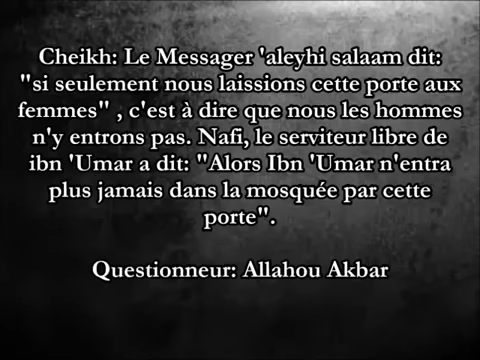 Cheikh: Le Messager 'aleyhi salaam dit:
"si seulement nous laissions cette porte aux
femmes" , c'est à dire que nous les hommes
n'y entrons pas. Nafi, le serviteur libre de
ibn 'Umar a dit: "Alors Ibn 'Umar n'entra
plus jamais dans la mosquée par cette
porte".
Questionneur: Allahou Akbar